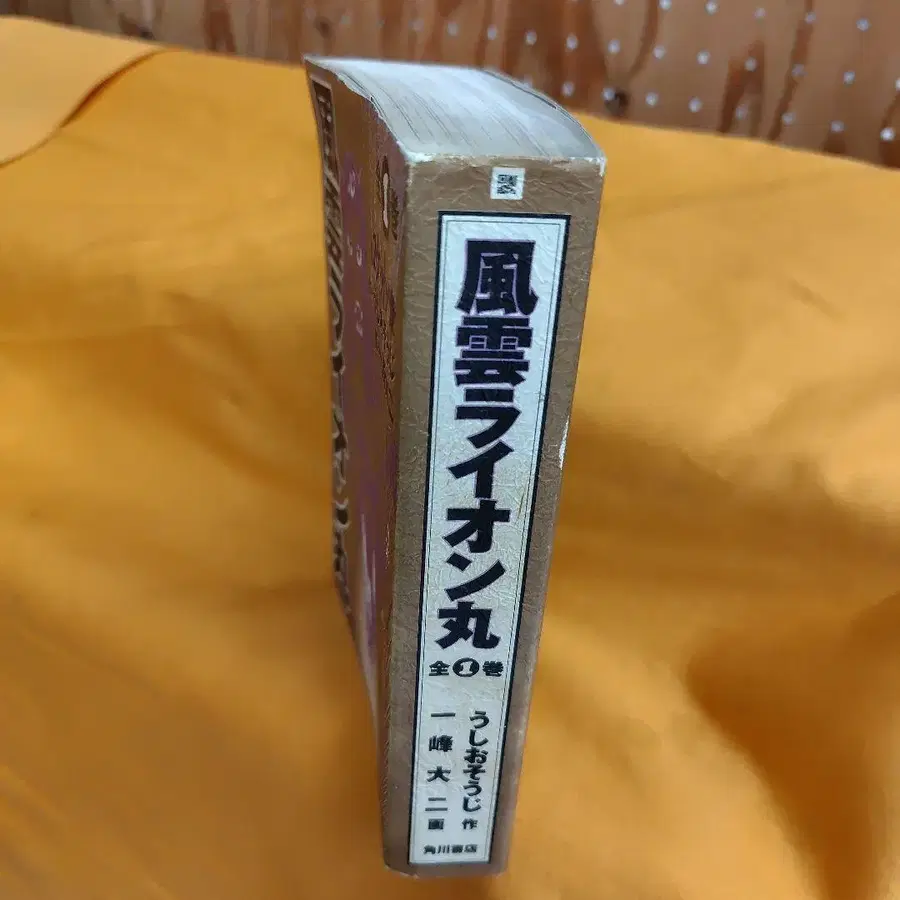 風雲ライオン丸
全1巻
うしおそうじ 作
一峰大二 画
角川書店